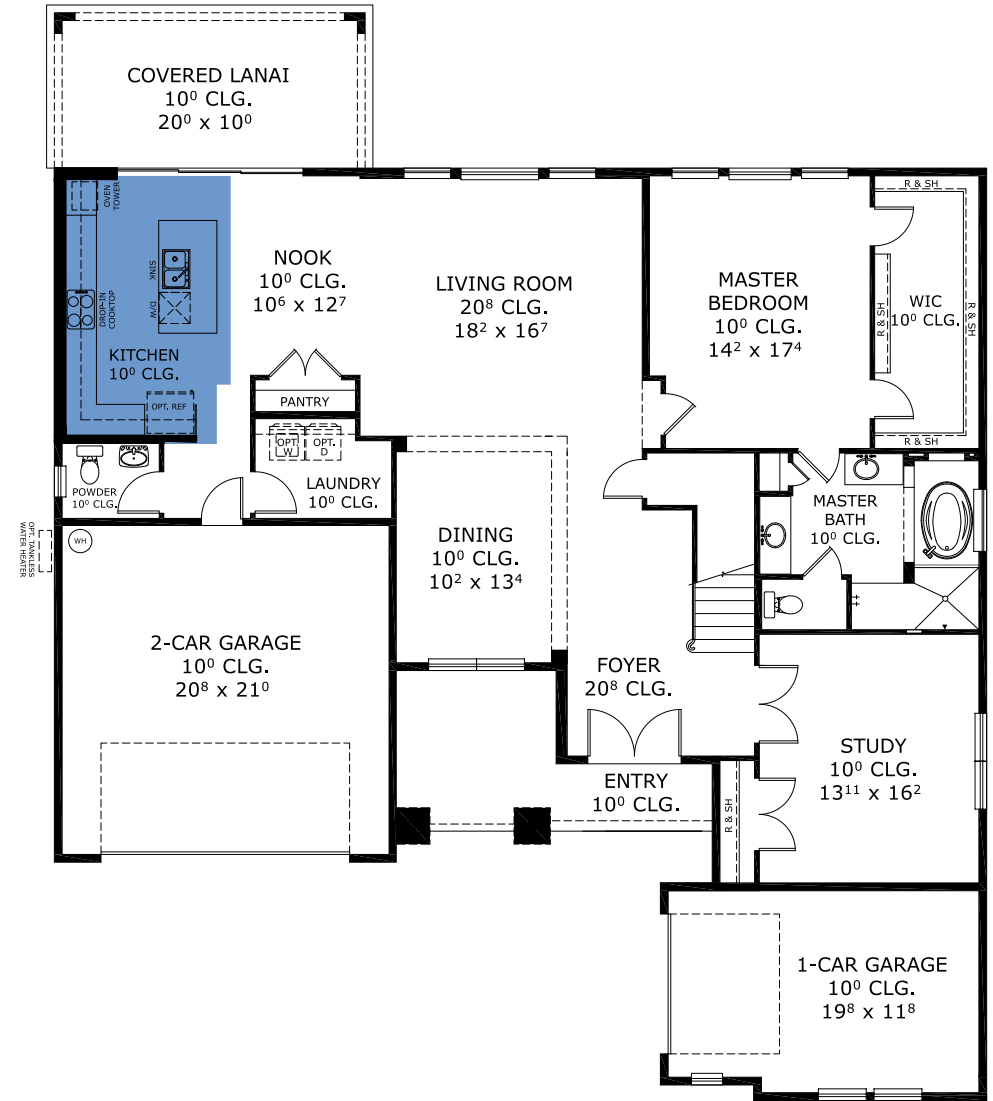 COVERED LANAI
10⁰ CLG.
20⁰ x 10⁰
OVEN
TOWER
SINK
D/W
DROP-IN
COOKTOP
KITCHEN
10⁰ CLG.
OPT. REF
NOOK
10⁰ CLG.
10⁶ x 12⁷
LIVING ROOM
20⁸ CLG.
18² x 16⁷
MASTER
BEDROOM
10⁰ CLG.
14² x 17⁴
R & SH
WIC
10⁰ CLG.
R & SH
R & SH
R & SH
PANTRY
OPT.
W
OPT.
D
LAUNDRY
10⁰ CLG.
POWDER
10⁰ CLG.
OPT. TANKLESS
WATER HEATER
WH
DINING
10⁰ CLG.
10² x 13⁴
MASTER
BATH
10⁰ CLG.
2-CAR GARAGE
10⁰ CLG.
20⁸ x 21⁰
FOYER
20⁸ CLG.
ENTRY
10⁰ CLG.
R & SH
STUDY
10⁰ CLG.
13¹¹ x 16²
1-CAR GARAGE
10⁰ CLG.
19⁸ x 11⁸